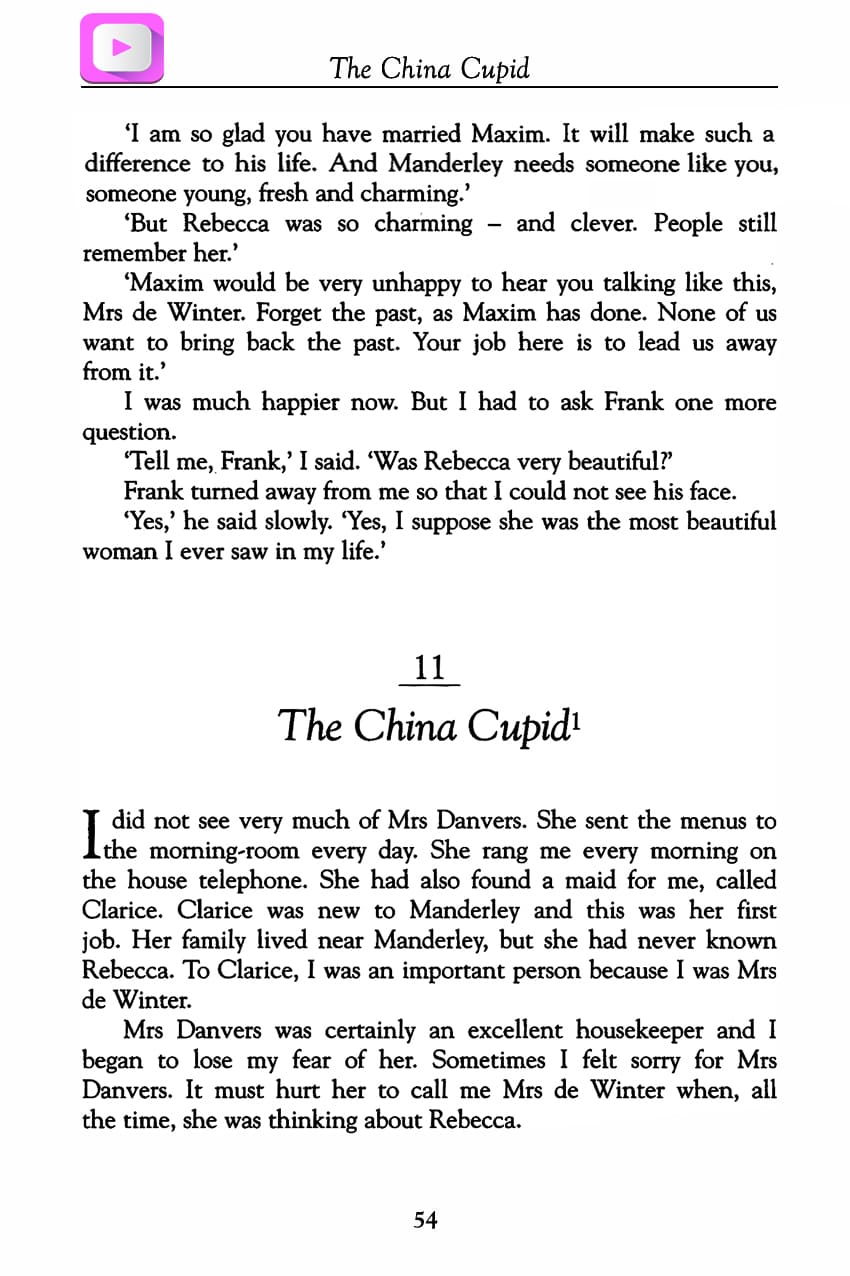 The China Cupid
‘I am so glad you have married Maxim. It will make such a
difference to his life. And Manderley needs someone like you,
someone young, fresh and charming.’
‘But Rebecca was so charming – and clever. People still
remember her.’
‘Maxim would be very unhappy to hear you talking like this,
Mrs de Winter. Forget the past, as Maxim has done. None of us
want to bring back the past. Your job here is to lead us away
from it.’
I was much happier now. But I had to ask Frank one more
question.
‘Tell me, Frank,’ I said. ‘Was Rebecca very beautiful?’
Frank turned away from me so that I could not see his face.
‘Yes,’ he said slowly. ‘Yes, I suppose she was the most beautiful
woman I ever saw in my life.’
11
The China Cupid¹
I did not see very much of Mrs Danvers. She sent the menus to
the morning-room every day. She rang me every morning on
the house telephone. She had also found a maid for me, called
Clarice. Clarice was new to Manderley and this was her first
job. Her family lived near Manderley, but she had never known
Rebecca. To Clarice, I was an important person because I was Mrs
de Winter.
Mrs Danvers was certainly an excellent housekeeper and I
began to lose my fear of her. Sometimes I felt sorry for Mrs
Danvers. It must hurt her to call me Mrs de Winter when, all
the time, she was thinking about Rebecca.
54